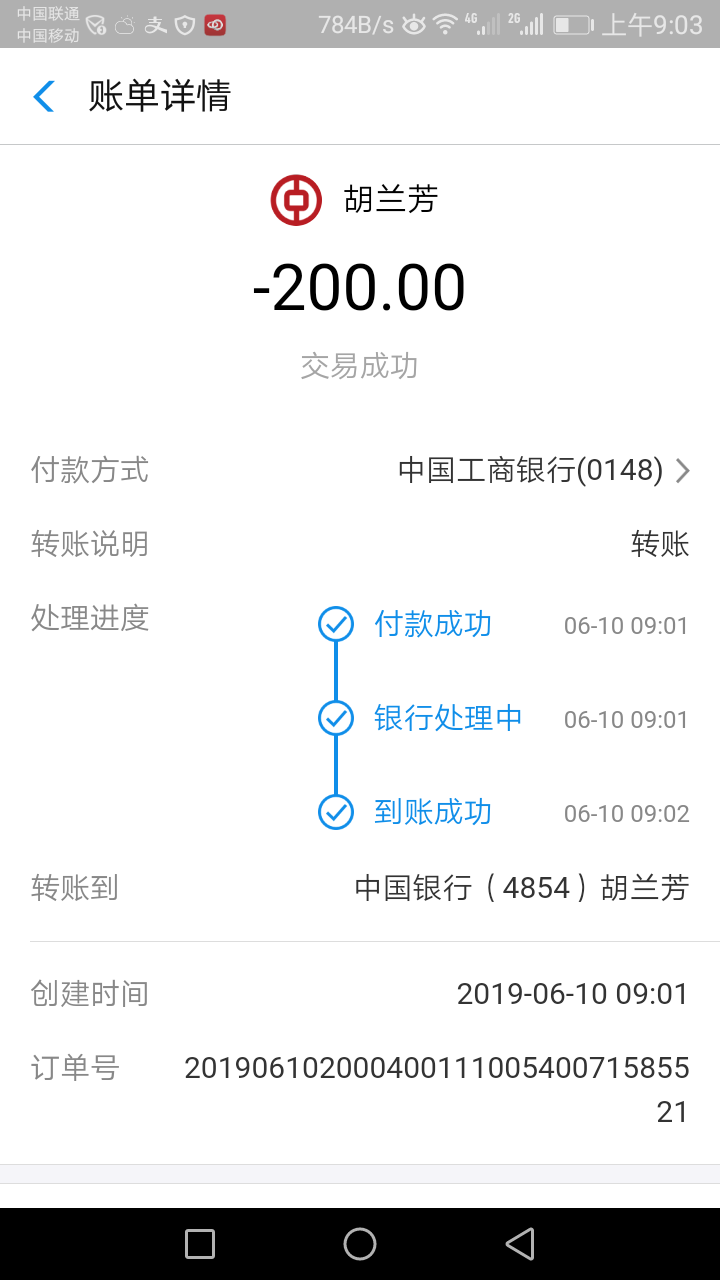 中国联通
中国移动
784B/s 4G 2G 上午9:03
账单详情
胡兰芳
-200.00
交易成功
付款方式 中国工商银行(0148)
转账说明 转账
处理进度 付款成功 06-10 09:01
银行处理中 06-10 09:01
到账成功 06-10 09:02
转账到 中国银行（4854）胡兰芳
创建时间 2019-06-10 09:01
订单号 201906102000400111005400715855
21